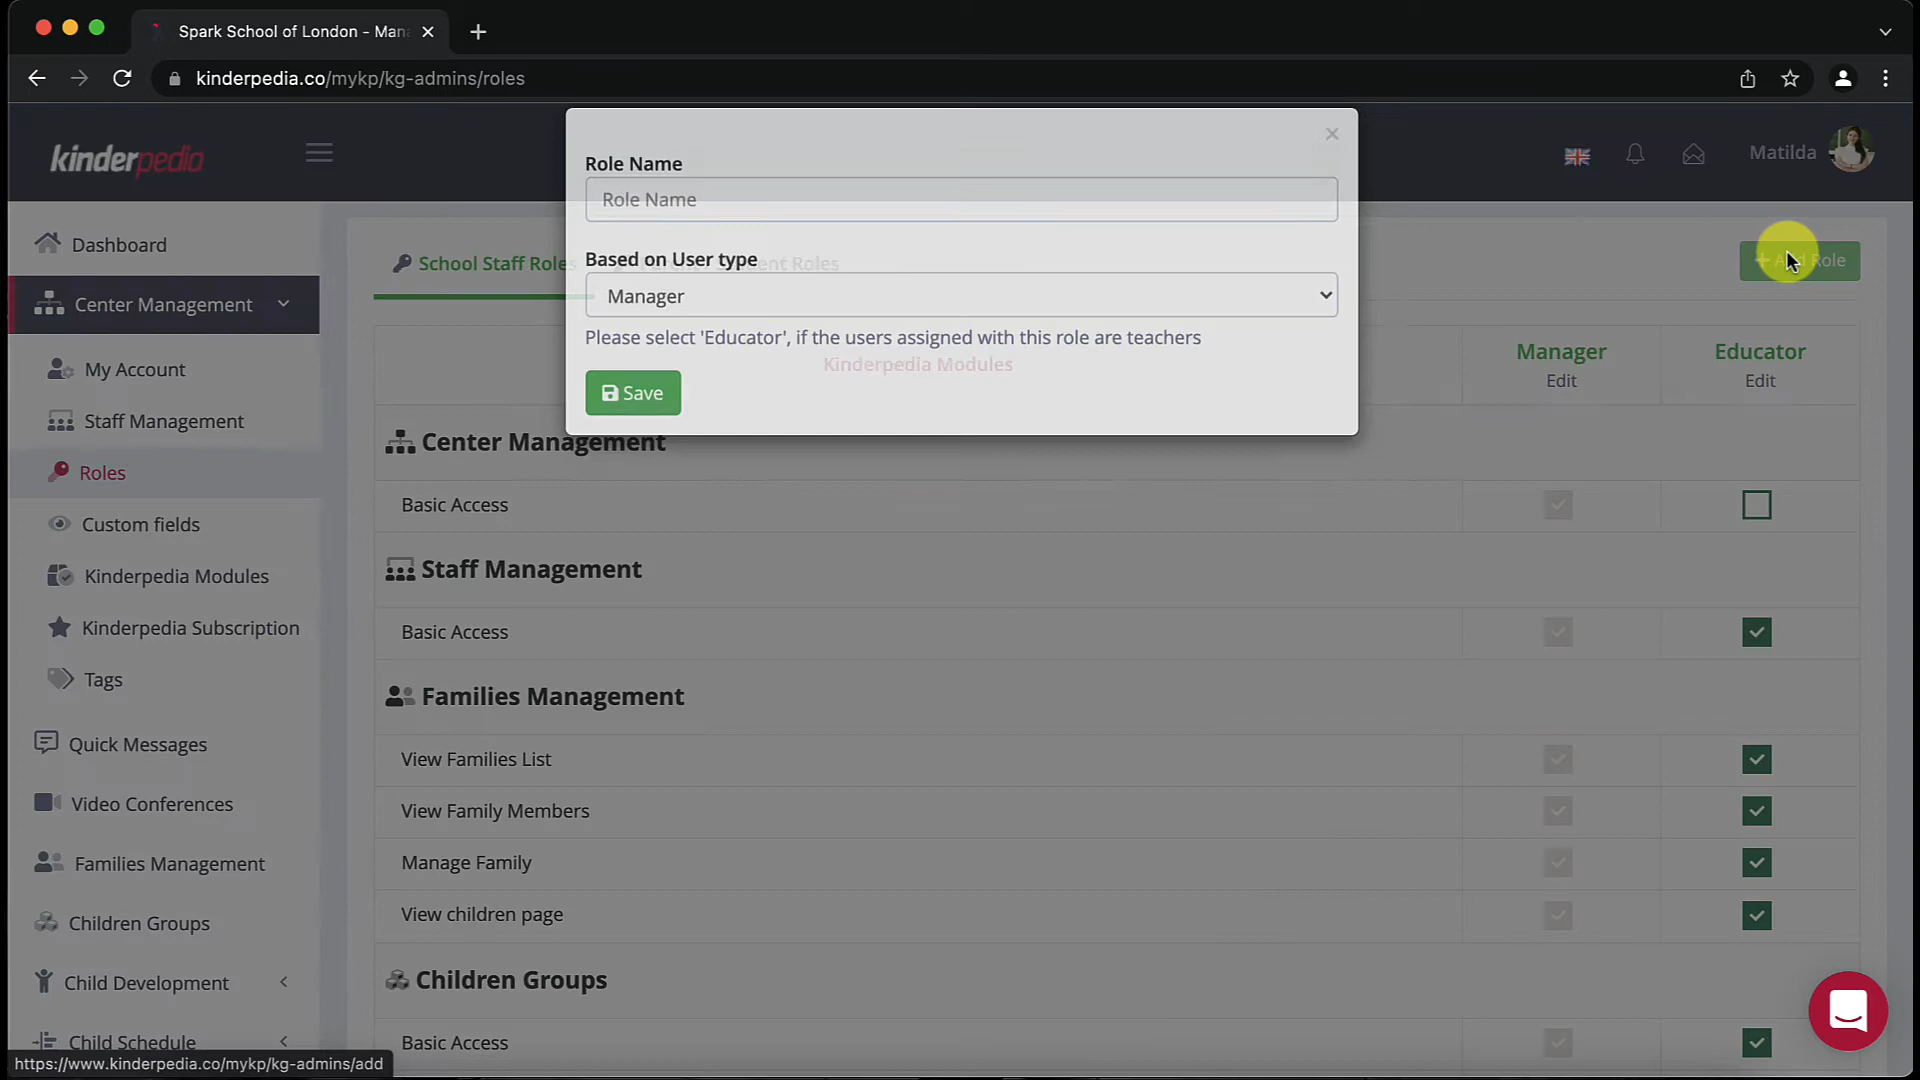 Spark School of London - Man
kinderpedia.co/mykp/kg-admins/roles
kinderpedia
Matilda
Dashboard
Center Management
My Account
Staff Management
Roles
Custom fields
Kinderpedia Modules
Kinderpedia Subscription
Tags
Quick Messages
Video Conferences
Families Management
Children Groups
Child Development
Child Schedule
https://www.kinderpedia.co/mykp/kg-admins/add
Role Name
Role Name
Based on User type
Manager
Please select 'Educator', if the users assigned with this role are teachers
Save
School Staff Roles
Roles
Add Role
Kinderpedia Modules
Manager
Edit
Educator
Edit
Center Management
Basic Access
Staff Management
Basic Access
Families Management
View Families List
View Family Members
Manage Family
View children page
Children Groups
Basic Access